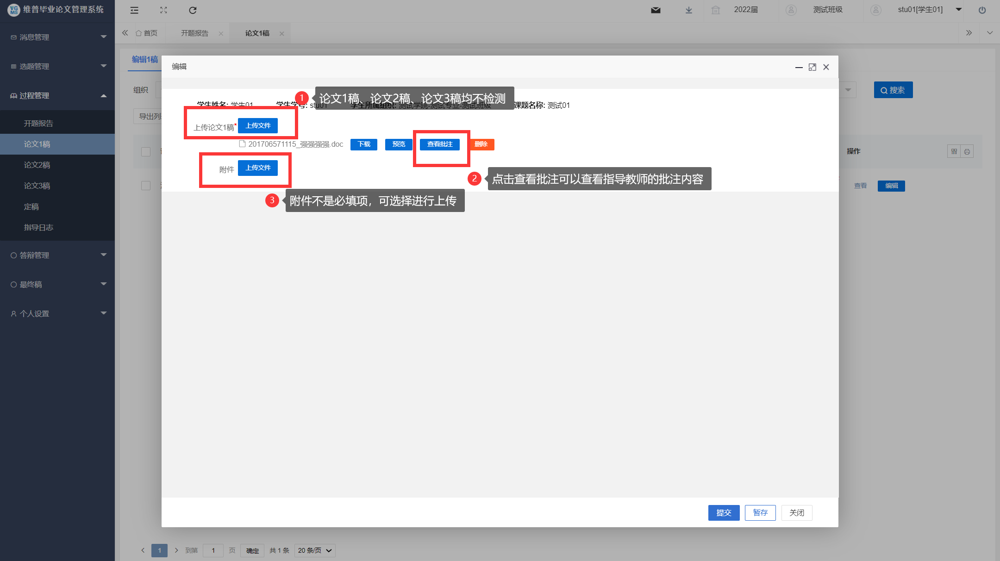 VG MS 维普毕业论文管理系统
2022届 测试班级 stu01[学生01]
首页 开题报告 论文1稿
消息管理
选题管理
过程管理
开题报告
论文1稿
论文2稿
论文3稿
定稿
指导日志
答辩管理
最终稿
个人设置
编辑1稿
组织
搜索
导出列
操作
查看 编辑
编辑
1 论文1稿、论文2稿、论文3稿均不检测
学生姓名: 学生01 学生学号: stu01 学生所属组织: 测试学院-测试专业-测试班级 课题名称: 测试01
上传论文1稿* 上传文件
201706571115_强强强强.doc 下载 预览 查看批注 删除
附件 上传文件
2 点击查看批注可以查看指导教师的批注内容
3 附件不是必填项，可选择进行上传
提交 暂存 关闭
1 到第 1 页 确定 共 1 条 20 条/页